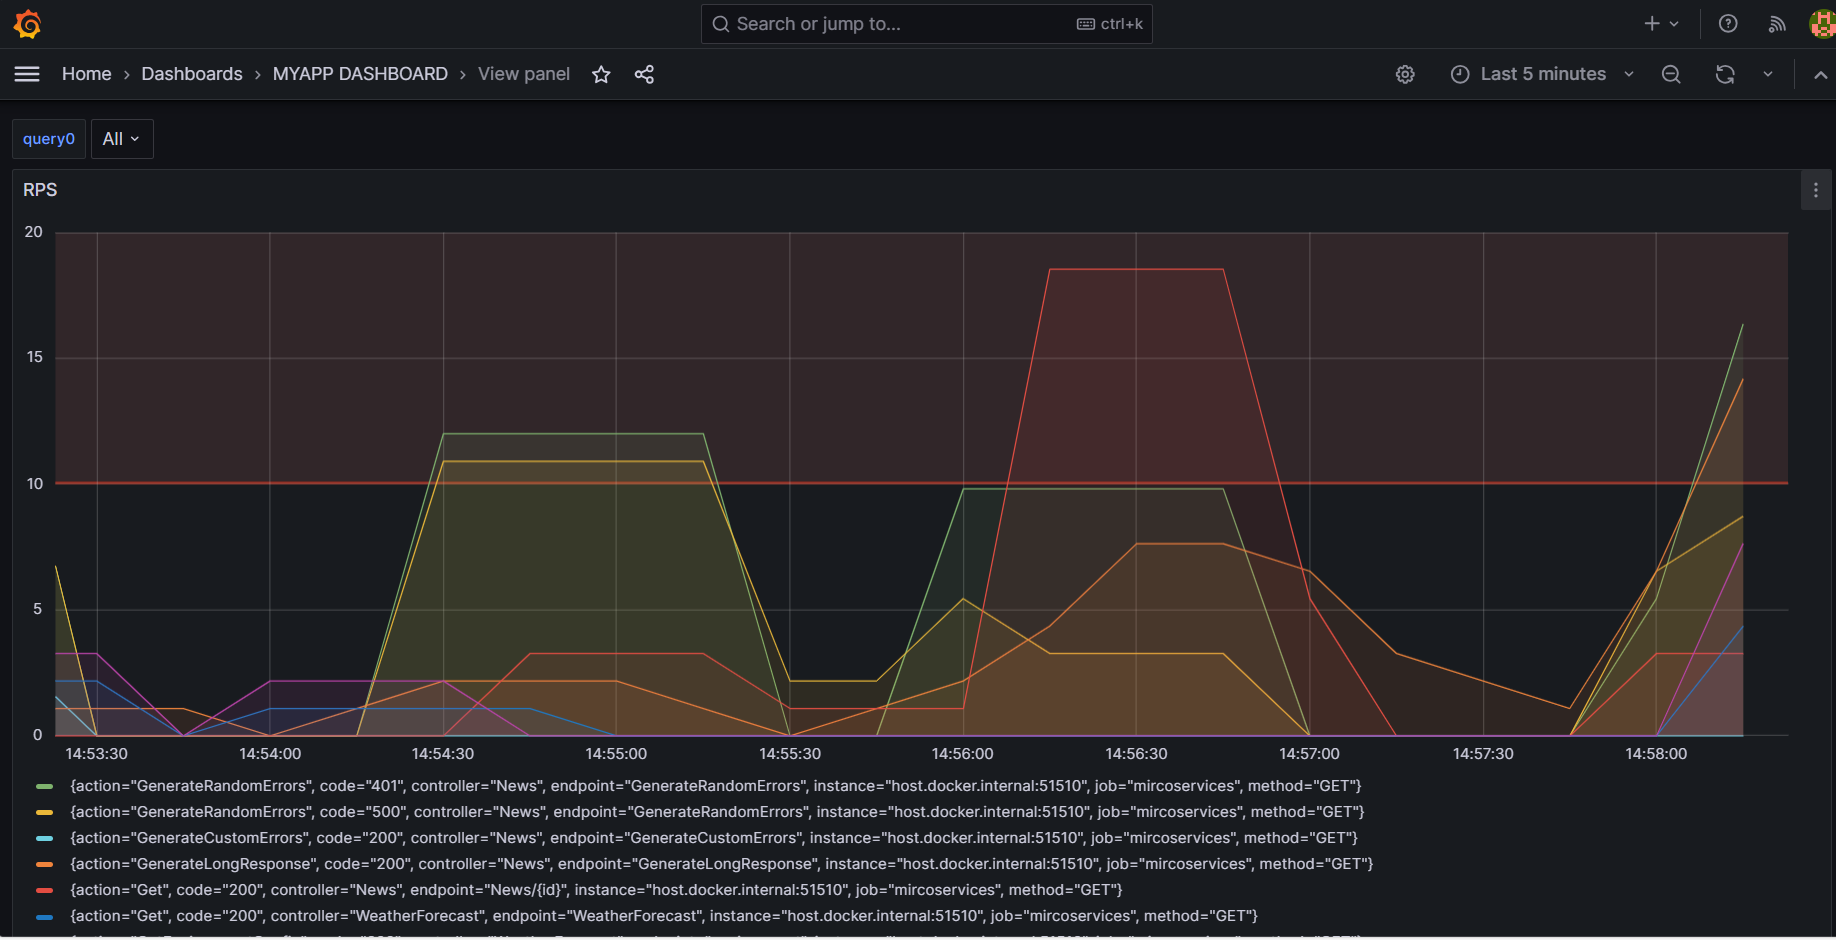 Search or jump to... ctrl+k
Home › Dashboards › MYAPP DASHBOARD › View panel Last 5 minutes
query0 All
RPS
20
15
10
5
0
14:53:30 14:54:00 14:54:30 14:55:00 14:55:30 14:56:00 14:56:30 14:57:00 14:57:30 14:58:00
{action="GenerateRandomErrors", code="401", controller="News", endpoint="GenerateRandomErrors", instance="host.docker.internal:51510", job="mircoservices", method="GET"}
{action="GenerateRandomErrors", code="500", controller="News", endpoint="GenerateRandomErrors", instance="host.docker.internal:51510", job="mircoservices", method="GET"}
{action="GenerateCustomErrors", code="200", controller="News", endpoint="GenerateCustomErrors", instance="host.docker.internal:51510", job="mircoservices", method="GET"}
{action="GenerateLongResponse", code="200", controller="News", endpoint="GenerateLongResponse", instance="host.docker.internal:51510", job="mircoservices", method="GET"}
{action="Get", code="200", controller="News", endpoint="News/{id}", instance="host.docker.internal:51510", job="mircoservices", method="GET"}
{action="Get", code="200", controller="WeatherForecast", endpoint="WeatherForecast", instance="host.docker.internal:51510", job="mircoservices", method="GET"}